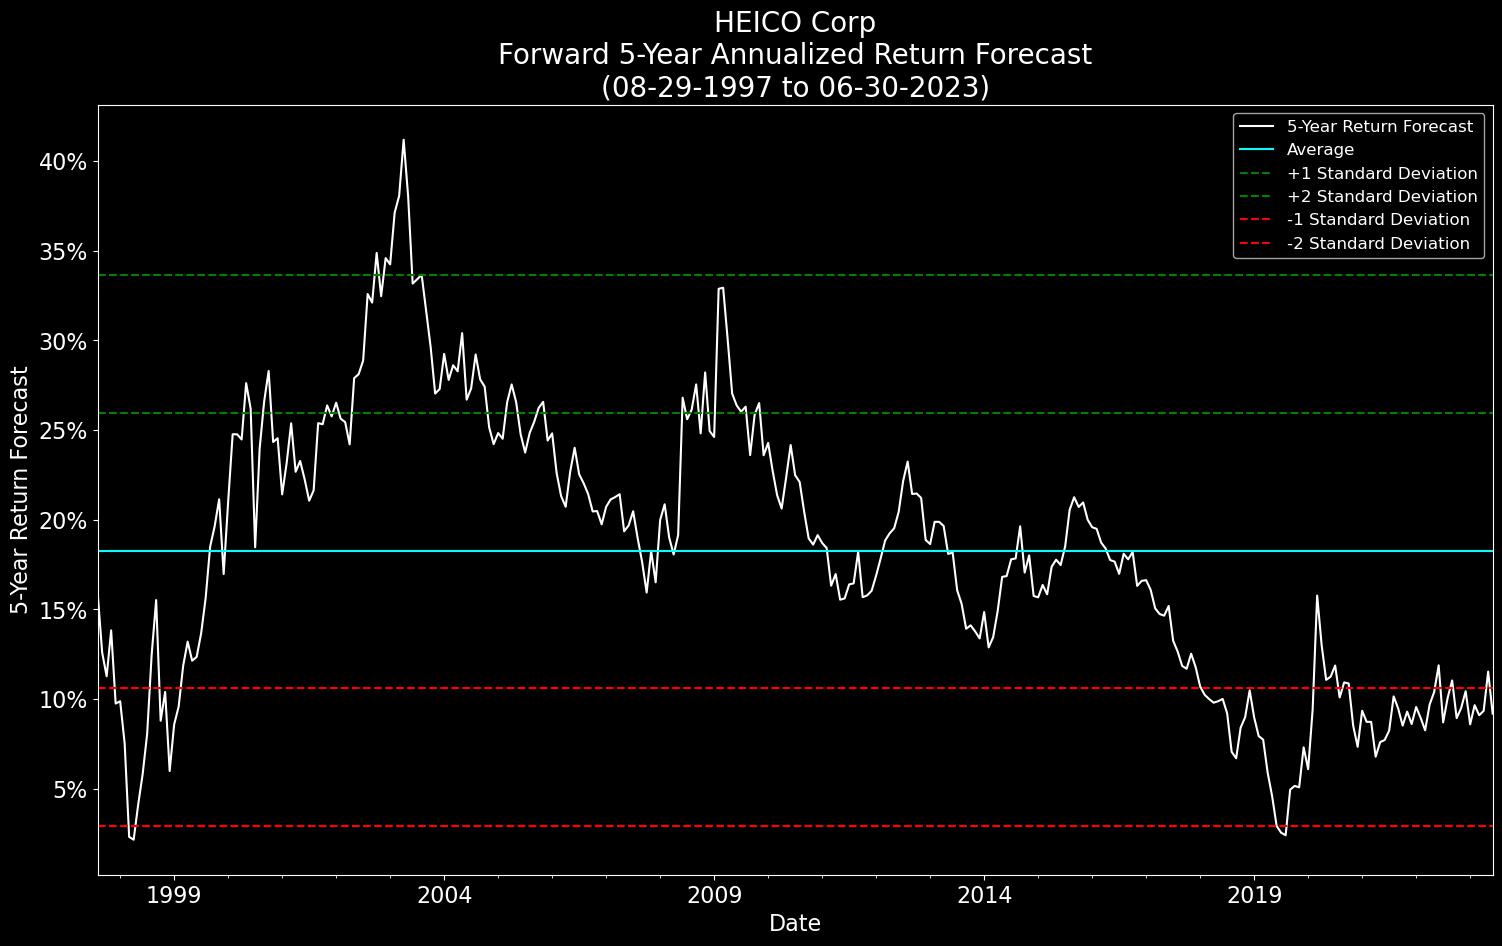 HEICO Corp
Forward 5-Year Annualized Return Forecast
(08-29-1997 to 06-30-2023)
5-Year Return Forecast
Average
+1 Standard Deviation
+2 Standard Deviation
-1 Standard Deviation
-2 Standard Deviation
40%
35%
30%
25%
20%
15%
10%
5%
5-Year Return Forecast
1999
2004
2009
2014
2019
Date